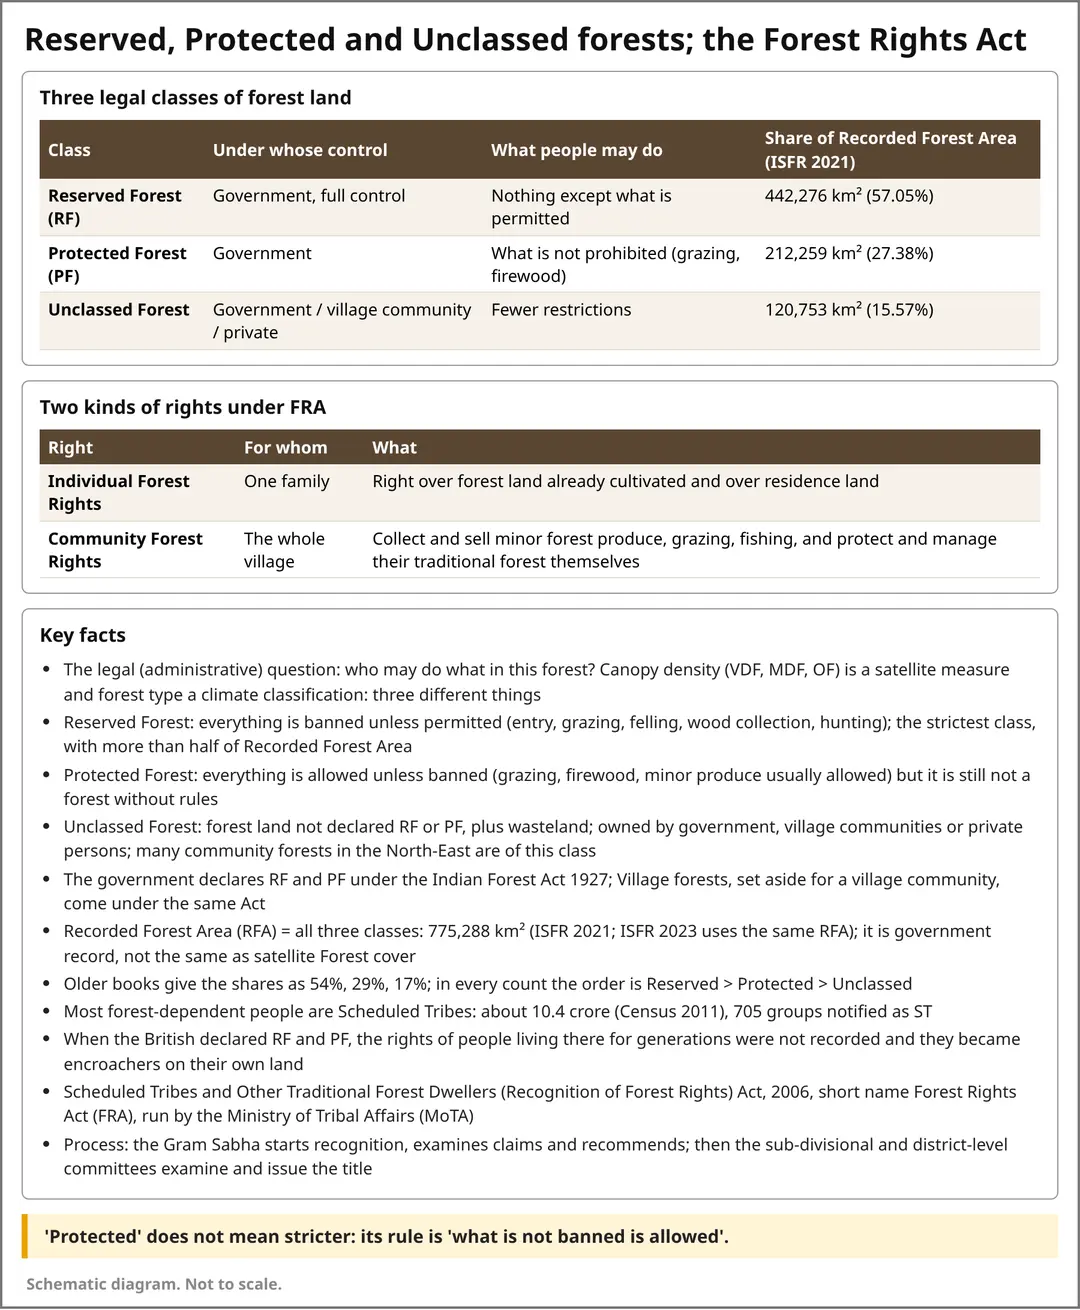 Reserved, Protected and Unclassed forests; the Forest Rights Act
Three legal classes of forest land
Class
Under whose control
What people may do
Share of Recorded Forest Area
(ISFR 2021)
Reserved Forest
(RF)
Government, full control
Nothing except what is
permitted
442,276 km² (57.05%)
Protected Forest
(PF)
Government
What is not prohibited (grazing,
firewood)
212,259 km² (27.38%)
Unclassed Forest
Government / village community
/ private
Fewer restrictions
120,753 km² (15.57%)
Two kinds of rights under FRA
Right
For whom
What
Individual Forest
Rights
One family
Right over forest land already cultivated and over residence land
Community Forest
Rights
The whole
village
Collect and sell minor forest produce, grazing, fishing, and protect and manage
their traditional forest themselves
Key facts
• The legal (administrative) question: who may do what in this forest? Canopy density (VDF, MDF, OF) is a satellite measure
and forest type a climate classification: three different things
• Reserved Forest: everything is banned unless permitted (entry, grazing, felling, wood collection, hunting); the strictest class,
with more than half of Recorded Forest Area
• Protected Forest: everything is allowed unless banned (grazing, firewood, minor produce usually allowed) but it is still not a
forest without rules
• Unclassed Forest: forest land not declared RF or PF, plus wasteland; owned by government, village communities or private
persons; many community forests in the North-East are of this class
• The government declares RF and PF under the Indian Forest Act 1927; Village forests, set aside for a village community,
come under the same Act
• Recorded Forest Area (RFA) = all three classes: 775,288 km² (ISFR 2021; ISFR 2023 uses the same RFA); it is government
record, not the same as satellite Forest cover
• Older books give the shares as 54%, 29%, 17%; in every count the order is Reserved > Protected > Unclassed
• Most forest-dependent people are Scheduled Tribes: about 10.4 crore (Census 2011), 705 groups notified as ST
• When the British declared RF and PF, the rights of people living there for generations were not recorded and they became
encroachers on their own land
• Scheduled Tribes and Other Traditional Forest Dwellers (Recognition of Forest Rights) Act, 2006, short name Forest Rights
Act (FRA), run by the Ministry of Tribal Affairs (MoTA)
• Process: the Gram Sabha starts recognition, examines claims and recommends; then the sub-divisional and district-level
committees examine and issue the title
'Protected' does not mean stricter: its rule is 'what is not banned is allowed'.
Schematic diagram. Not to scale.